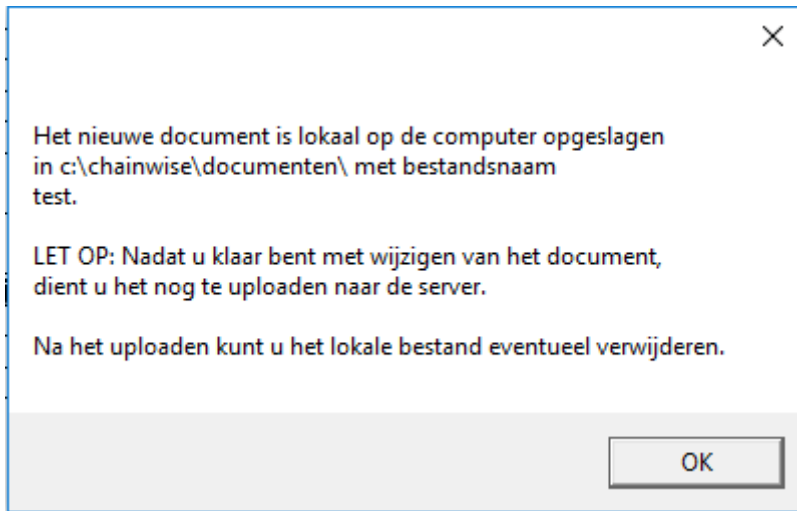 Het nieuwe document is lokaal op de computer opgeslagen
in c:\chainwise\documenten\ met bestandsnaam
test.
LET OP: Nadat u klaar bent met wijzigen van het document,
dient u het nog te uploaden naar de server.
Na het uploaden kunt u het lokale bestand eventueel verwijderen.
OK